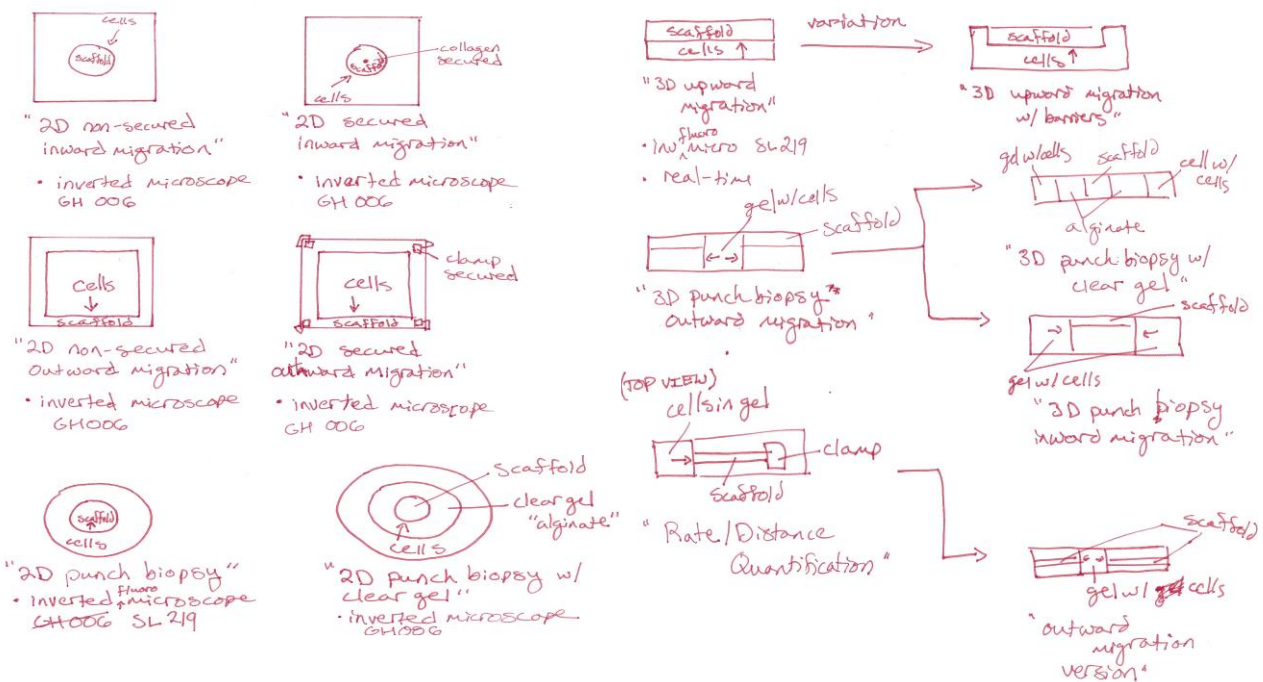 cells
scaffold
"2D non-secured
inward migration"
• inverted microscope
GH 006
collagen
secured
scaffold
cells
"2D secured
inward migration"
• inverted microscope
GH 006
cells
scaffold
"2D non-secured
Outward migration"
• inverted microscope
GH006
clamp
secured
cells
scaffold
"2D secured
outward migration"
• inverted microscope
GH 006
scaffold
cells
"2D punch biopsy"
• inverted fluoro microscope
GH006 SL 219
Scaffold
clear gel
"alginate"
cells
"2D punch biopsy w/
clear gel"
• inverted microscope
GH006
scaffold
cells
"3D upward
migration"
• Inv fluoro micro SL219
• real-time
variation
scaffold
cells
"3D upward migration
w/ barriers"
gel w/cells
scaffold
"3D punch biopsy"*
Outward migration"
gel w/cells
scaffold
cell w/
cells
alginate
"3D punch biopsy w/
clear gel"
scaffold
gel w/cells
"3D punch biopsy
inward migration"
(TOP VIEW)
cells in gel
clamp
scaffold
"Rate/Distance
Quantification"
scaffold
gel w/ cells
"outward
migration
version"